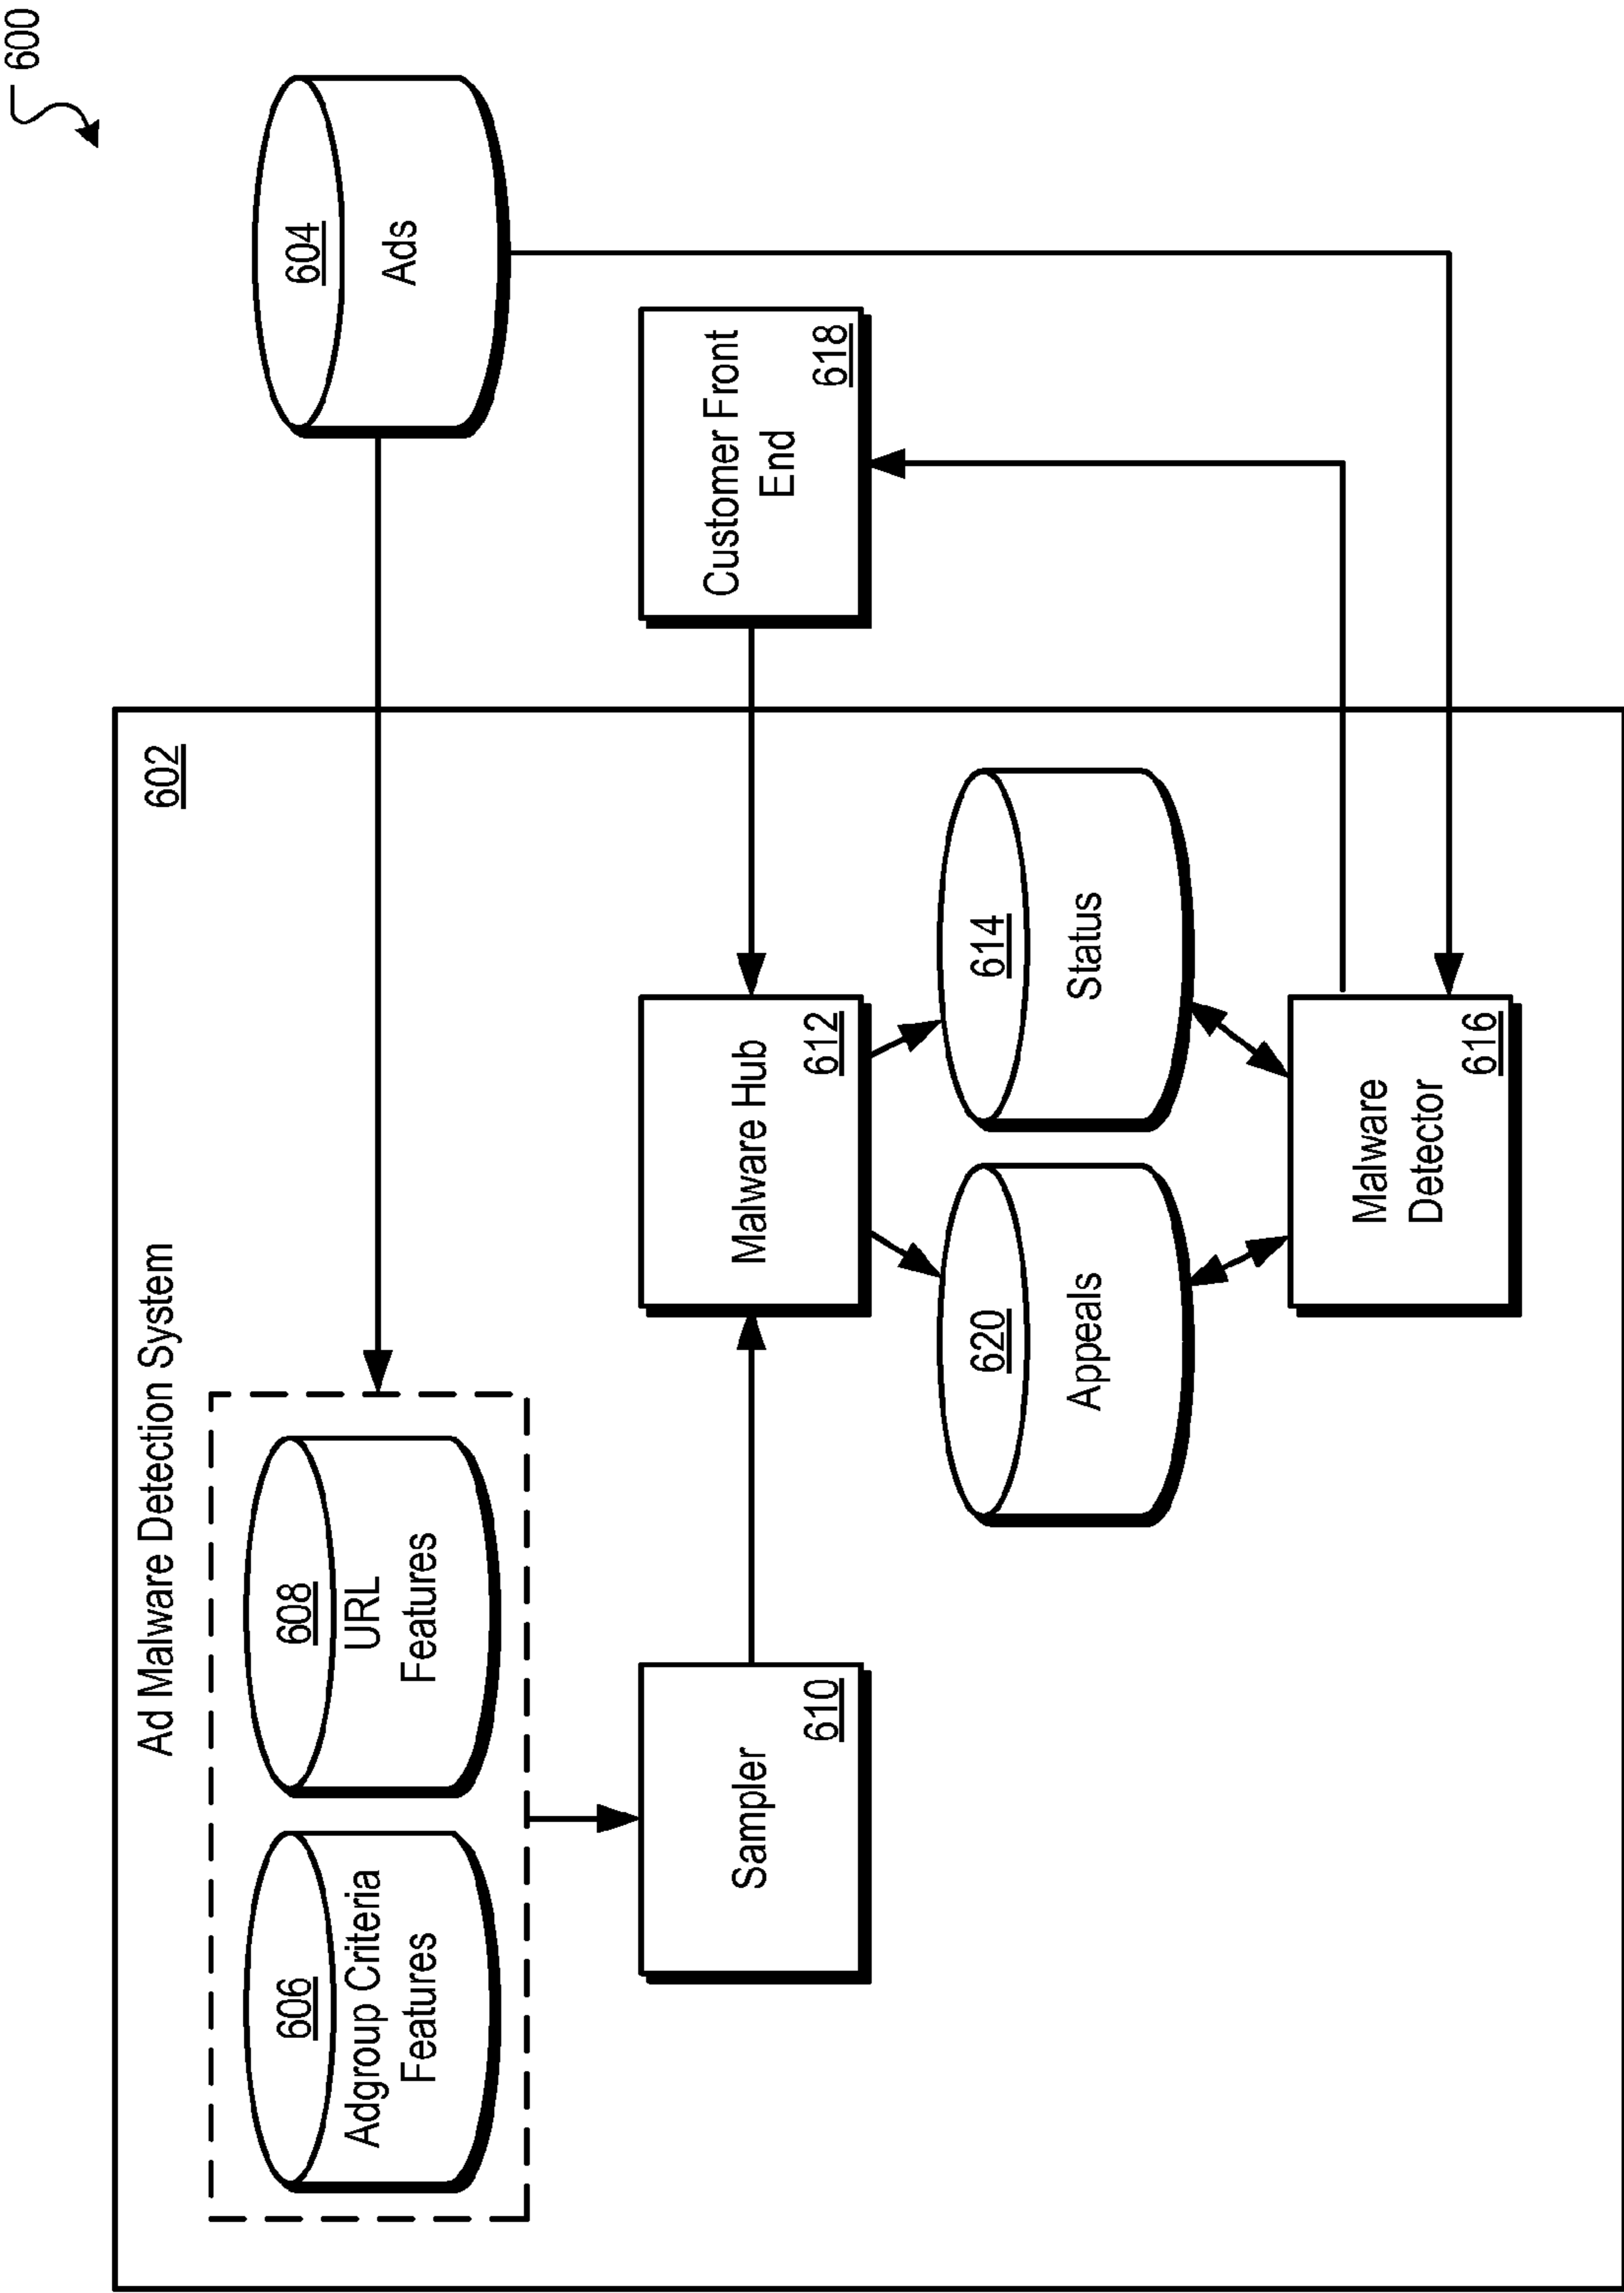 600
Ad Malware Detection System
602
606
Adgroup Criteria
Features
608
URL
Features
604
Ads
Sampler
610
Malware Hub
612
Customer Front
End
618
620
Appeals
614
Status
Malware
Detector
616